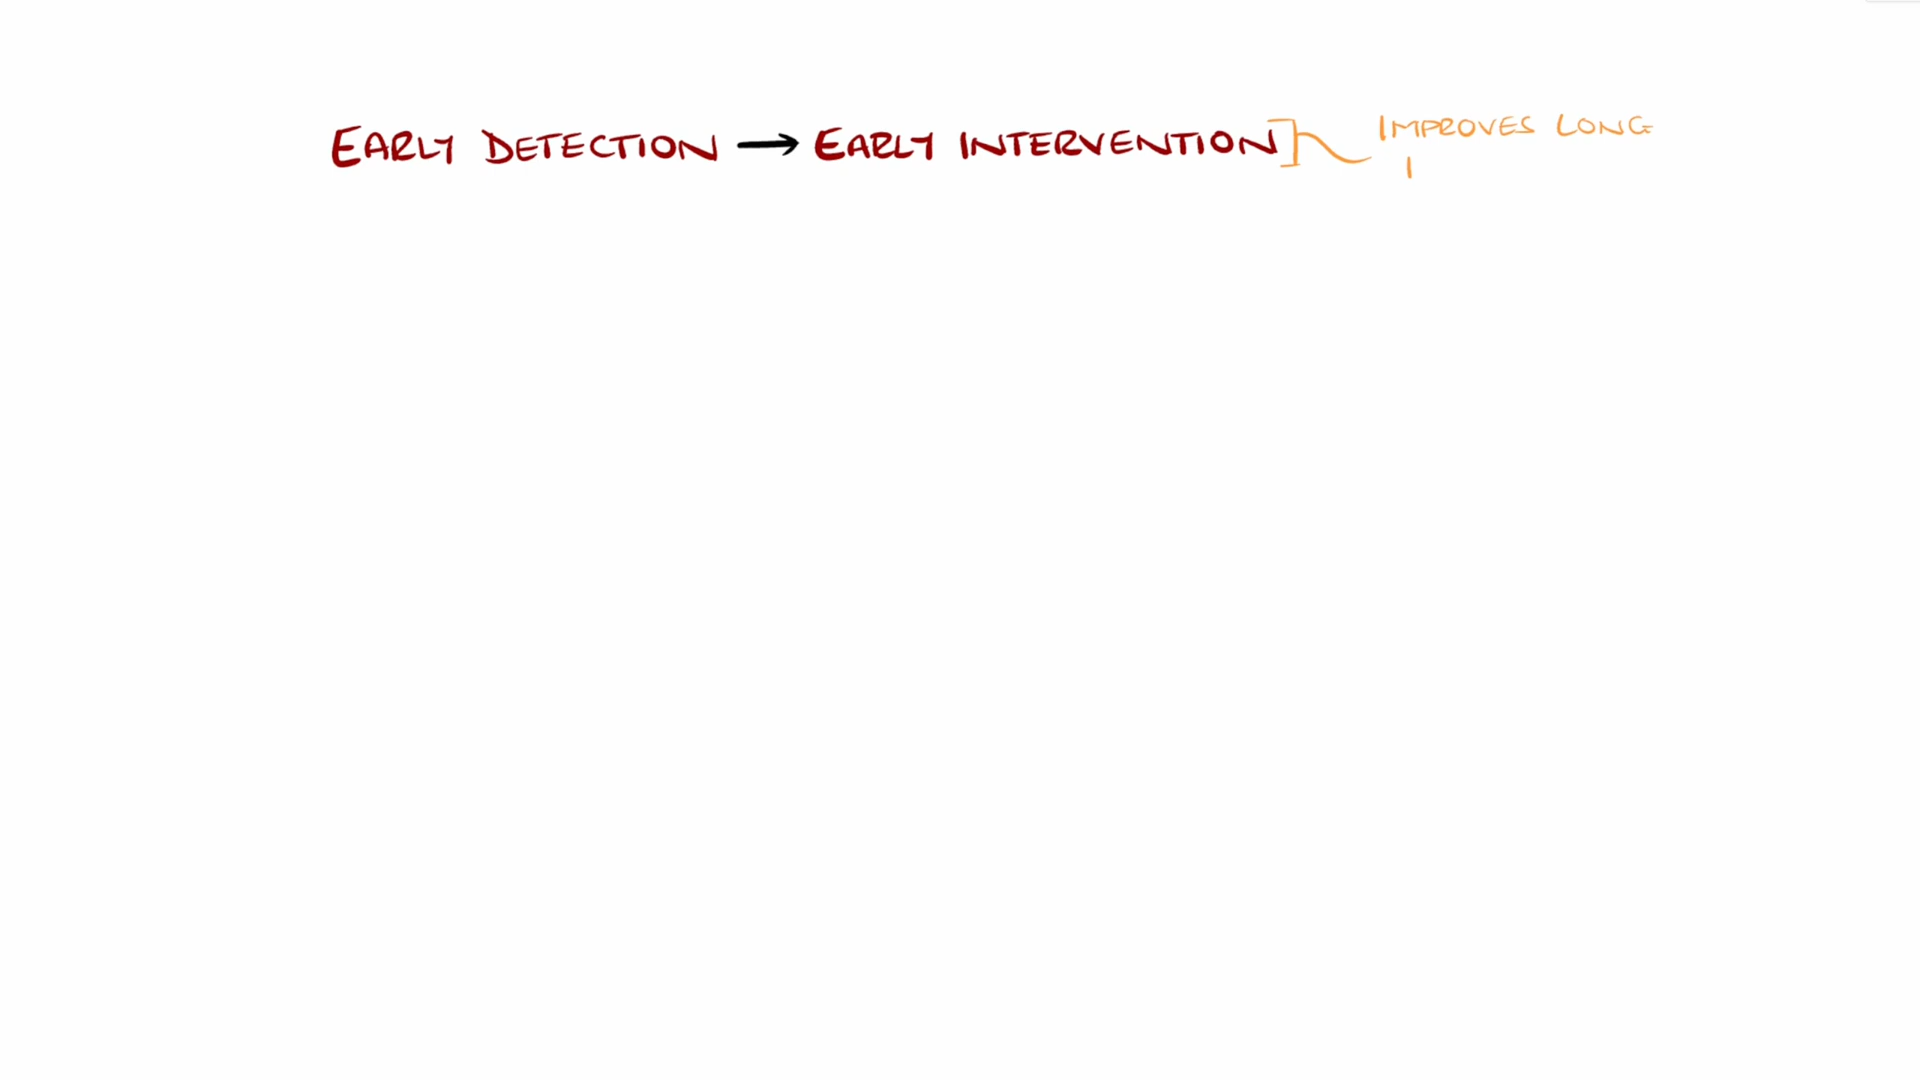 EARLY DETECTION → EARLY INTERVENTION
IMPROVES LONG